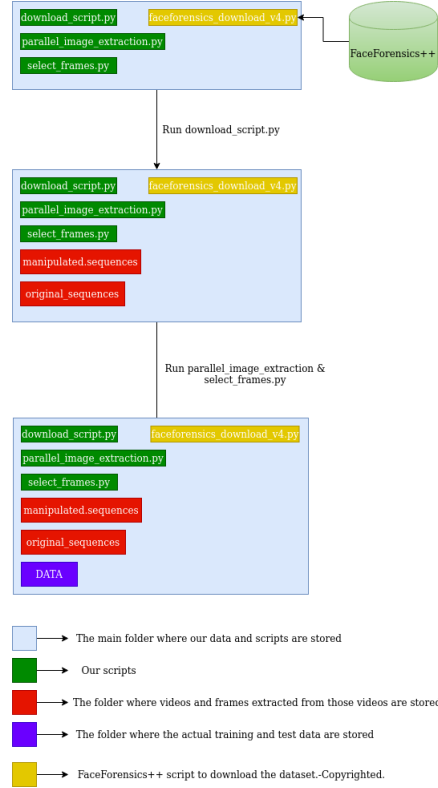 download_script.py faceforensics_download_v4.py
parallel_image_extraction.py
FaceForensics++
select_frames.py
Run download_script.py
download_script.py faceforensics_download_v4.py
parallel_image_extraction.py
select_frames.py
manipulated.sequences
original_sequences
Run parallel_image_extraction &
select_frames.py
download_script.py faceforensics_download_v4.py
parallel_image_extraction.py
select_frames.py
manipulated.sequences
original_sequences
DATA
The main folder where our data and scripts are stored
Our scripts
The folder where videos and frames extracted from those videos are stored
The folder where the actual training and test data are stored
FaceForensics++ script to download the dataset.-Copyrighted.